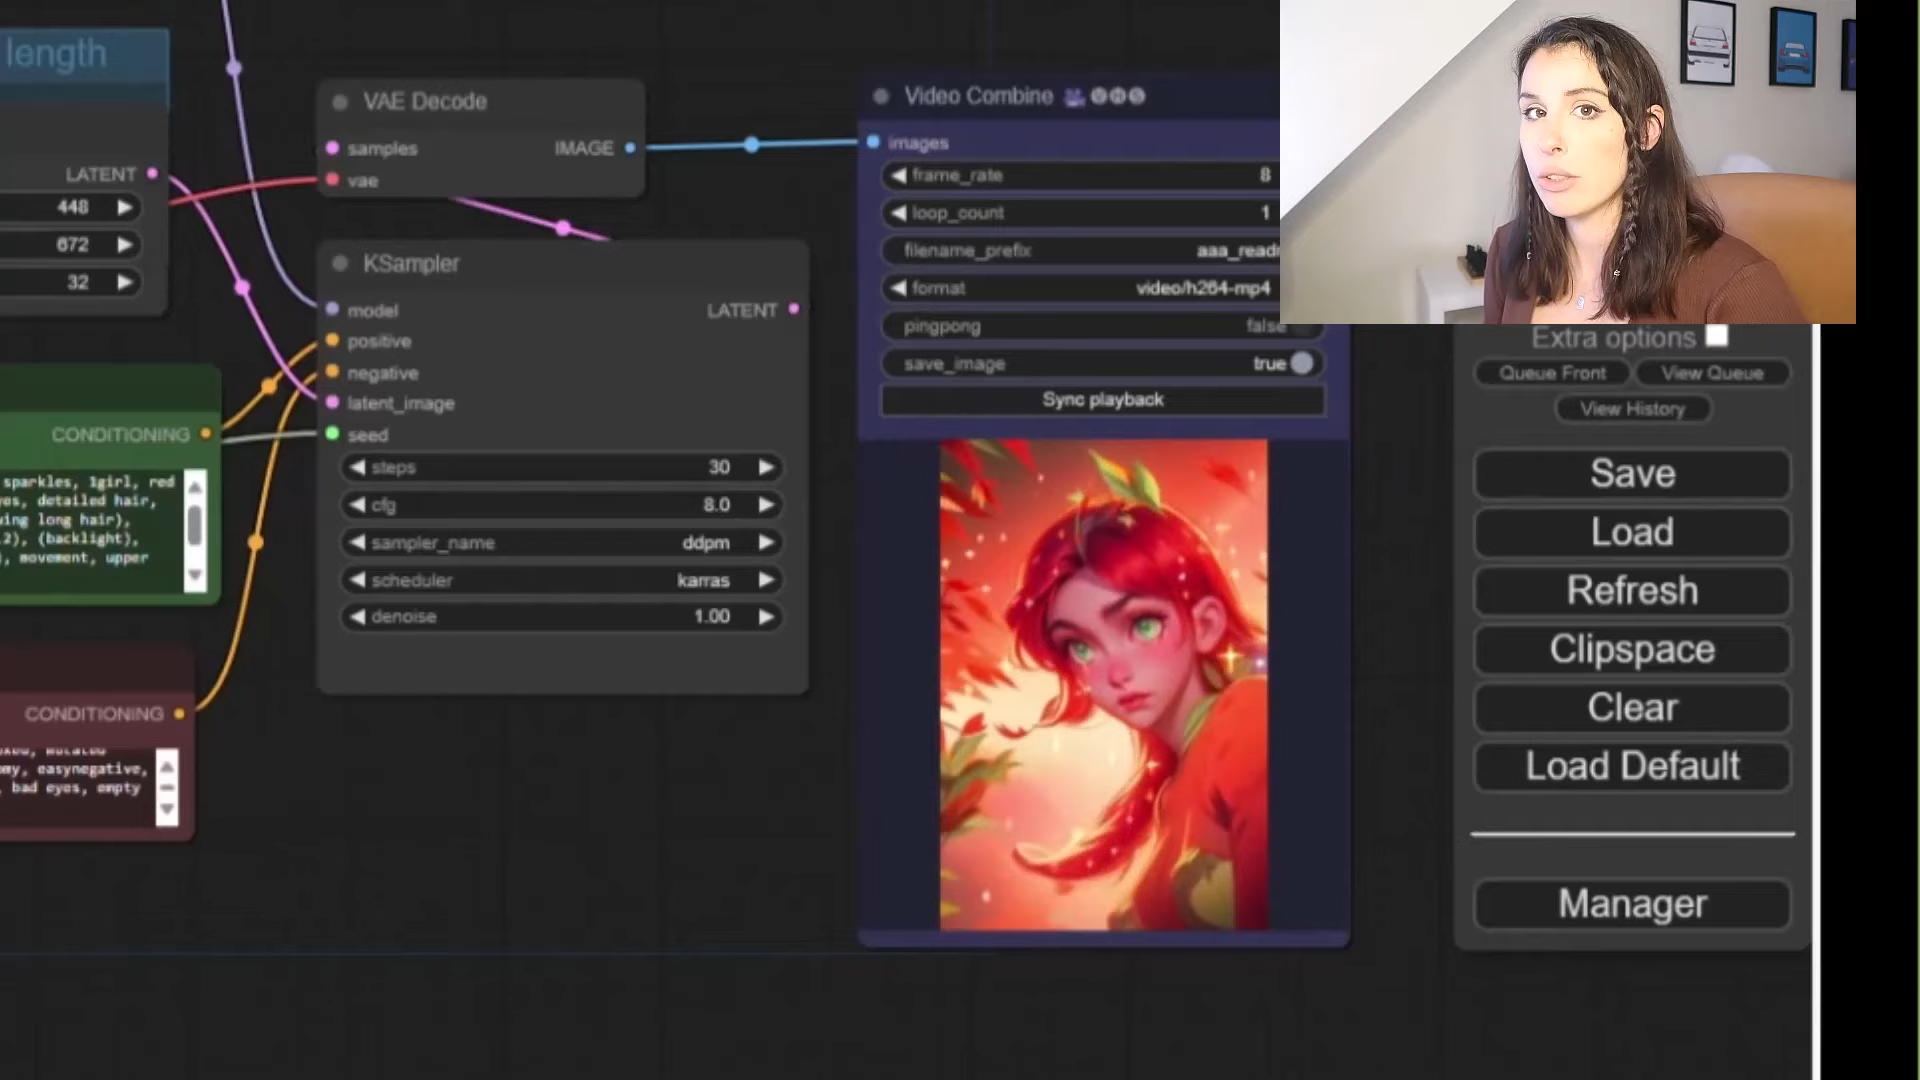 length
LATENT
448
672
32
VAE Decode
samples
IMAGE
vae
KSampler
model
LATENT
positive
negative
latent_image
seed
steps 30
cfg 8.0
sampler_name ddpm
scheduler karras
denoise 1.00
CONDITIONING
sparkles, 1girl, red
detailed hair,
long hair),
(backlight),
movement, upper
CONDITIONING
easynegative,
bad eyes, empty
Video Combine
images
frame_rate 8
loop_count 1
filename_prefix
format video/h264-mp4
pingpong false
save_image true
Sync playback
Extra options
Queue Front View Queue
View History
Save
Load
Refresh
Clipspace
Clear
Load Default
Manager